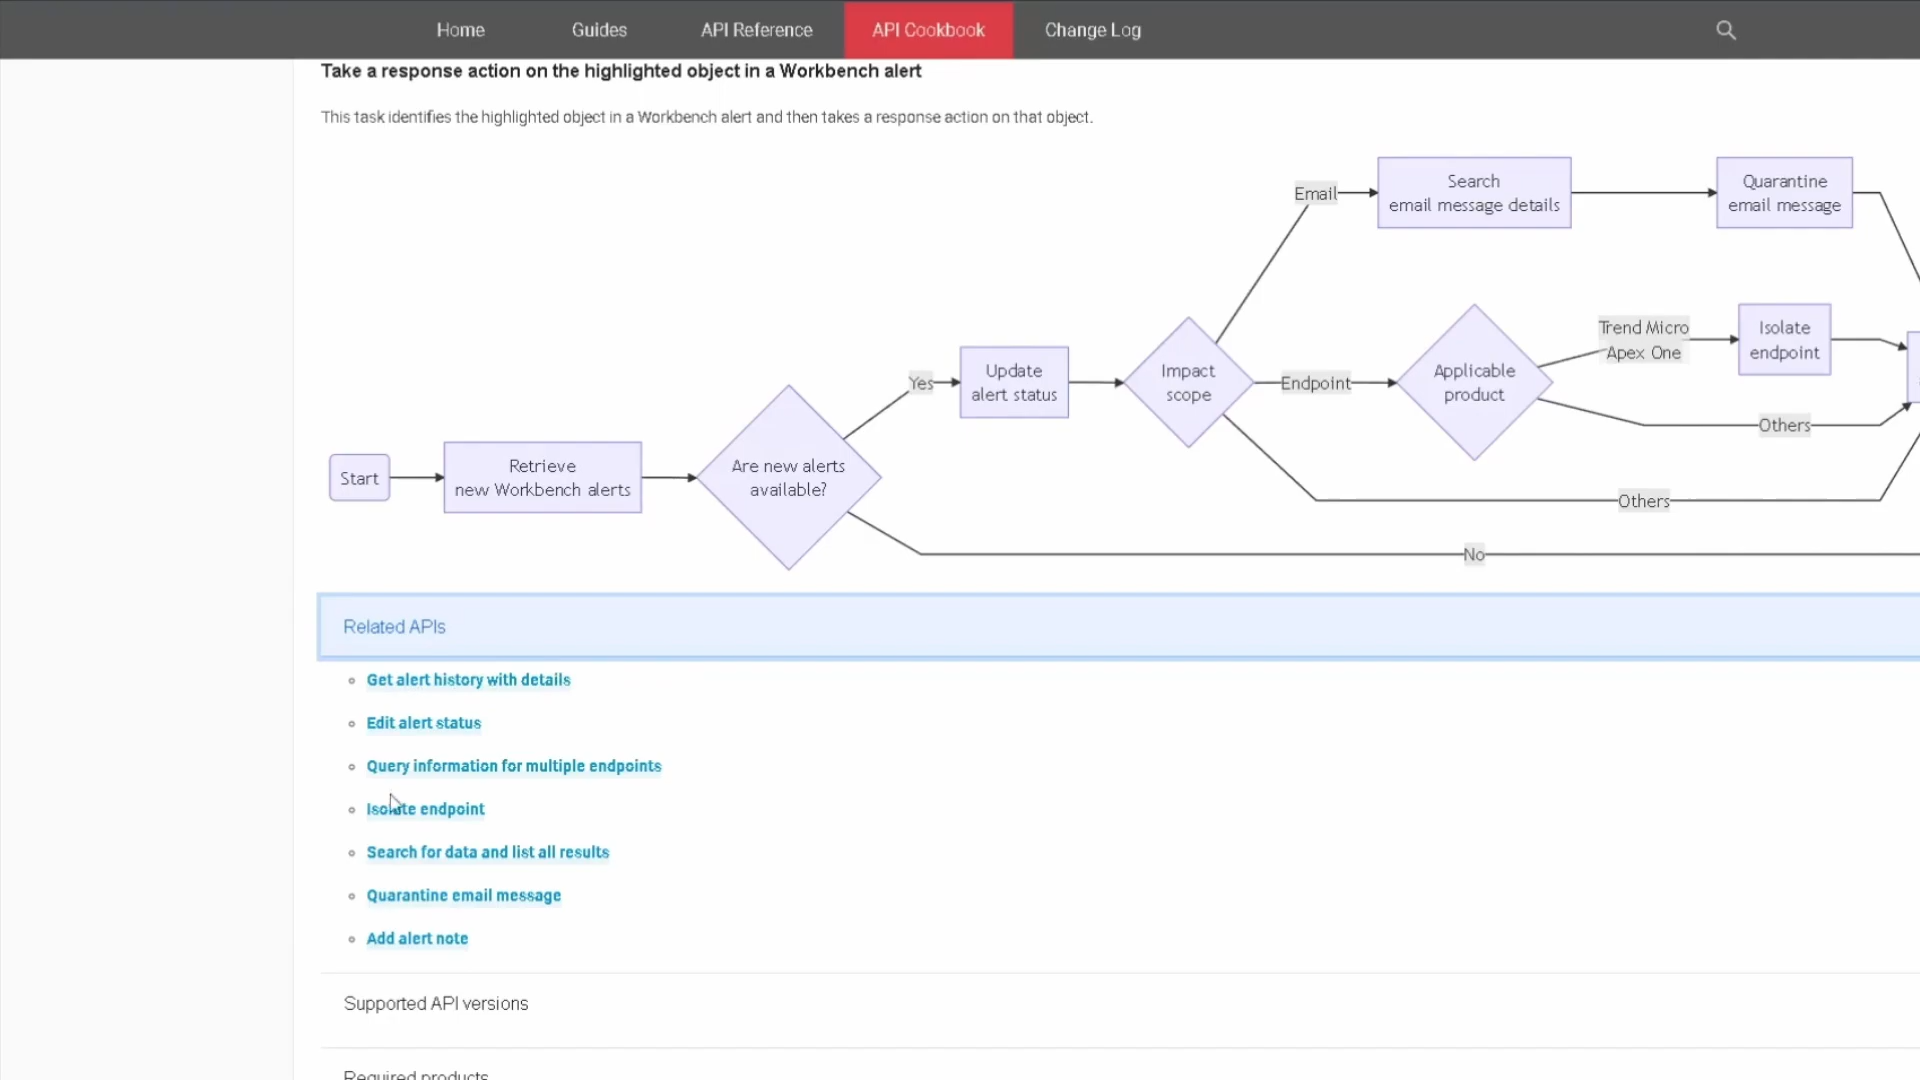 Home
Guides
API Reference
API Cookbook
Change Log
Take a response action on the highlighted object in a Workbench alert
This task identifies the highlighted object in a Workbench alert and then takes a response action on that object.
Email
Search
email message details
Quarantine
email message
Trend Micro
Apex One
Isolate
endpoint
Yes
Update
alert status
Impact
scope
Endpoint
Applicable
product
Others
Start
Retrieve
new Workbench alerts
Are new alerts
available?
Others
No
Related APIs
Get alert history with details
Edit alert status
Query information for multiple endpoints
Isolate endpoint
Search for data and list all results
Quarantine email message
Add alert note
Supported API versions
Required products